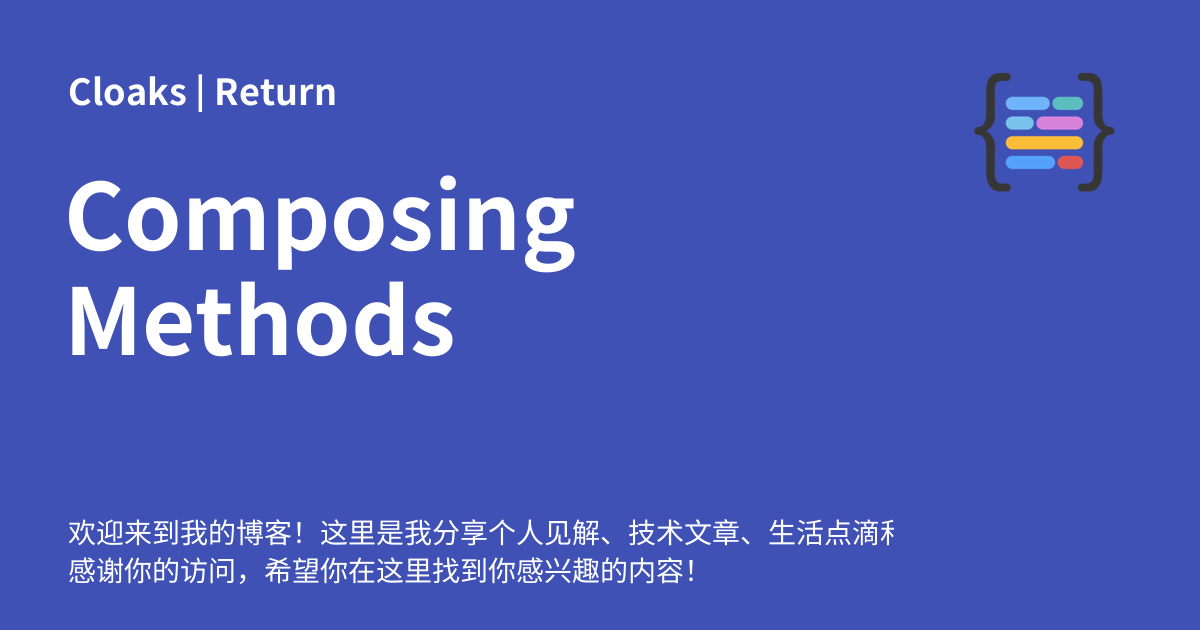 Cloaks | Return
Composing
Methods
欢迎来到我的博客！这里是我分享个人见解、技术文章、生活点滴
感谢你的访问，希望你在这里找到你感兴趣的内容！